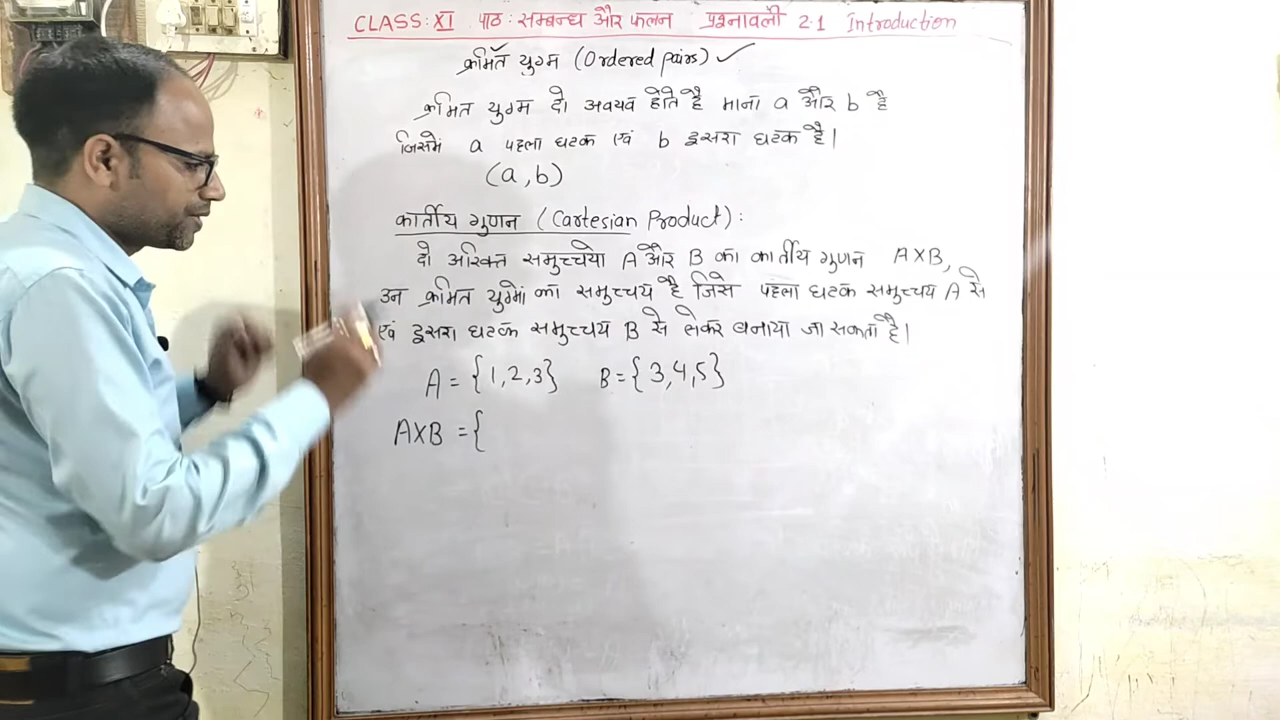 CLASS: XI पाठ: सम्बन्ध और फलन प्रश्नावली 2.1 Introduction
क्रमित युग्म (Ordered pairs) ✓
क्रमित युग्म दो अवयव होते है माना a और b है
जिसमें a पहला घटक एवं b दूसरा घटक है।
(a,b)
कार्तीय गुणन (Cartesian Product):
दो अरिक्त समुच्चयो A और B का कार्तीय गुणन A×B,
उन क्रमित युग्मों का समुच्चय है जिसे पहला घटक समुच्चय A से
एवं दूसरा घटक समुच्चय B से लेकर बनाया जा सकता है।
A = {1,2,3} B = {3,4,5}
A×B = {